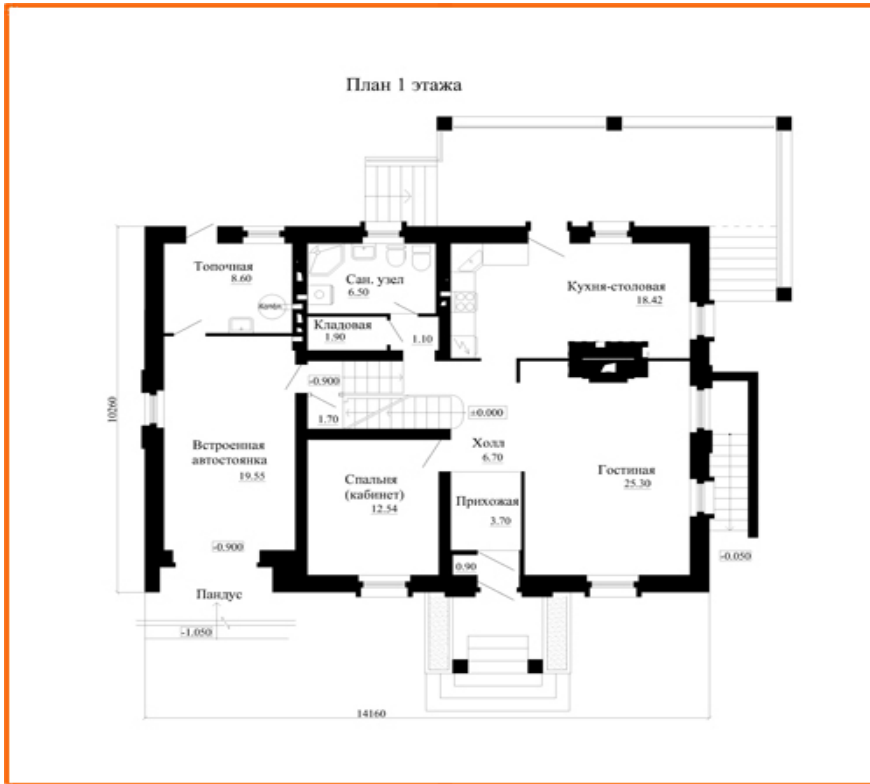 План 1 этажа
Топочная
8.60
Сан. узел
6.50
Кухня-столовая
18.42
Котёл
Кладовая
1.90
1.10
-0.900
1.70
±0.000
10260
Встроенная
автостоянка
19.55
Холл
6.70
Гостиная
25.30
Спальня
(кабинет)
12.54
Прихожая
3.70
-0.900
0.90
-0.050
Пандус
-1.050
14160